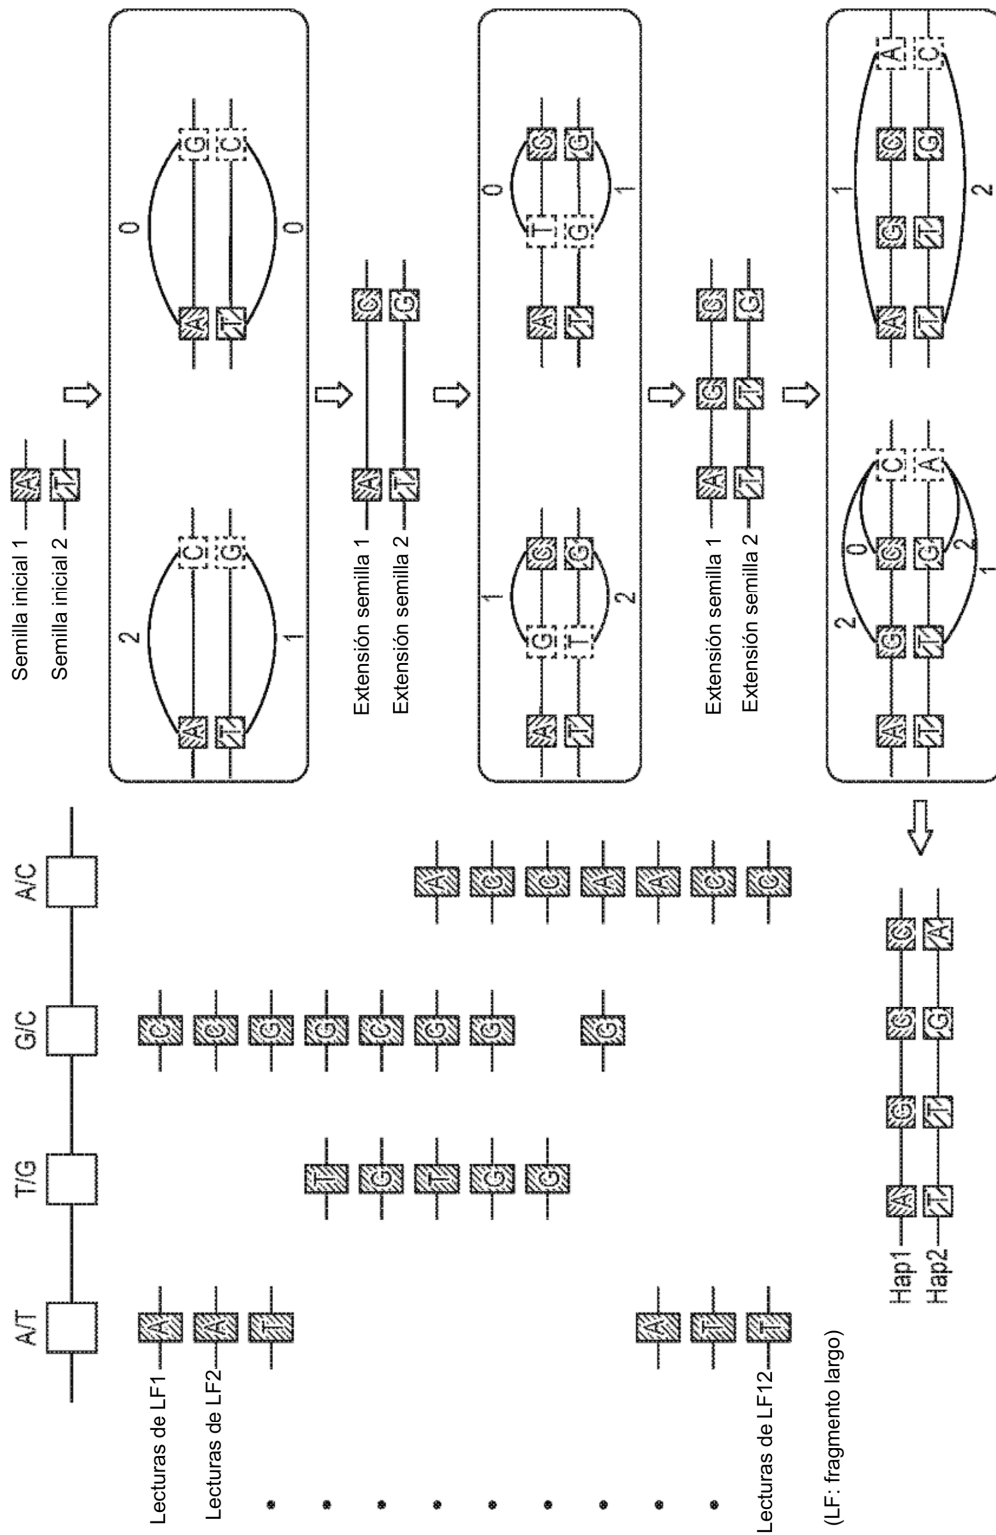 A/T T/G G/C A/C
Lecturas de LF1 A C
Lecturas de LF2 A C
T G
T G
G C
T G A
G G C
G C
G A
A A
T C
Lecturas de LF12 T C
(LF: fragmento largo)
Semilla inicial 1 A
Semilla inicial 2 T
2 0
A C A G
T G T C
1 0
Extensión semilla 1 A C
Extensión semilla 2 T G
1 0
A G C A T C
T T G T G G
2 1
Extensión semilla 1 A G C
Extensión semilla 2 T T G
2 0 1
A G C C A G C A
T T G A T T G C
2
1 2
Hap1 A G C C
Hap2 T T G A